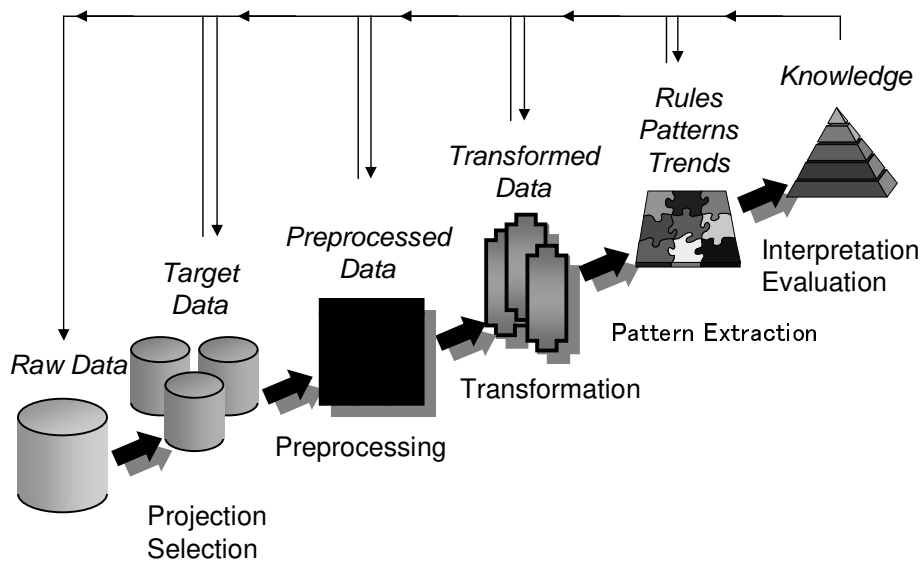 Raw Data
Projection
Selection
Target
Data
Preprocessing
Preprocessed
Data
Transformation
Transformed
Data
Pattern Extraction
Rules
Patterns
Trends
Interpretation
Evaluation
Knowledge